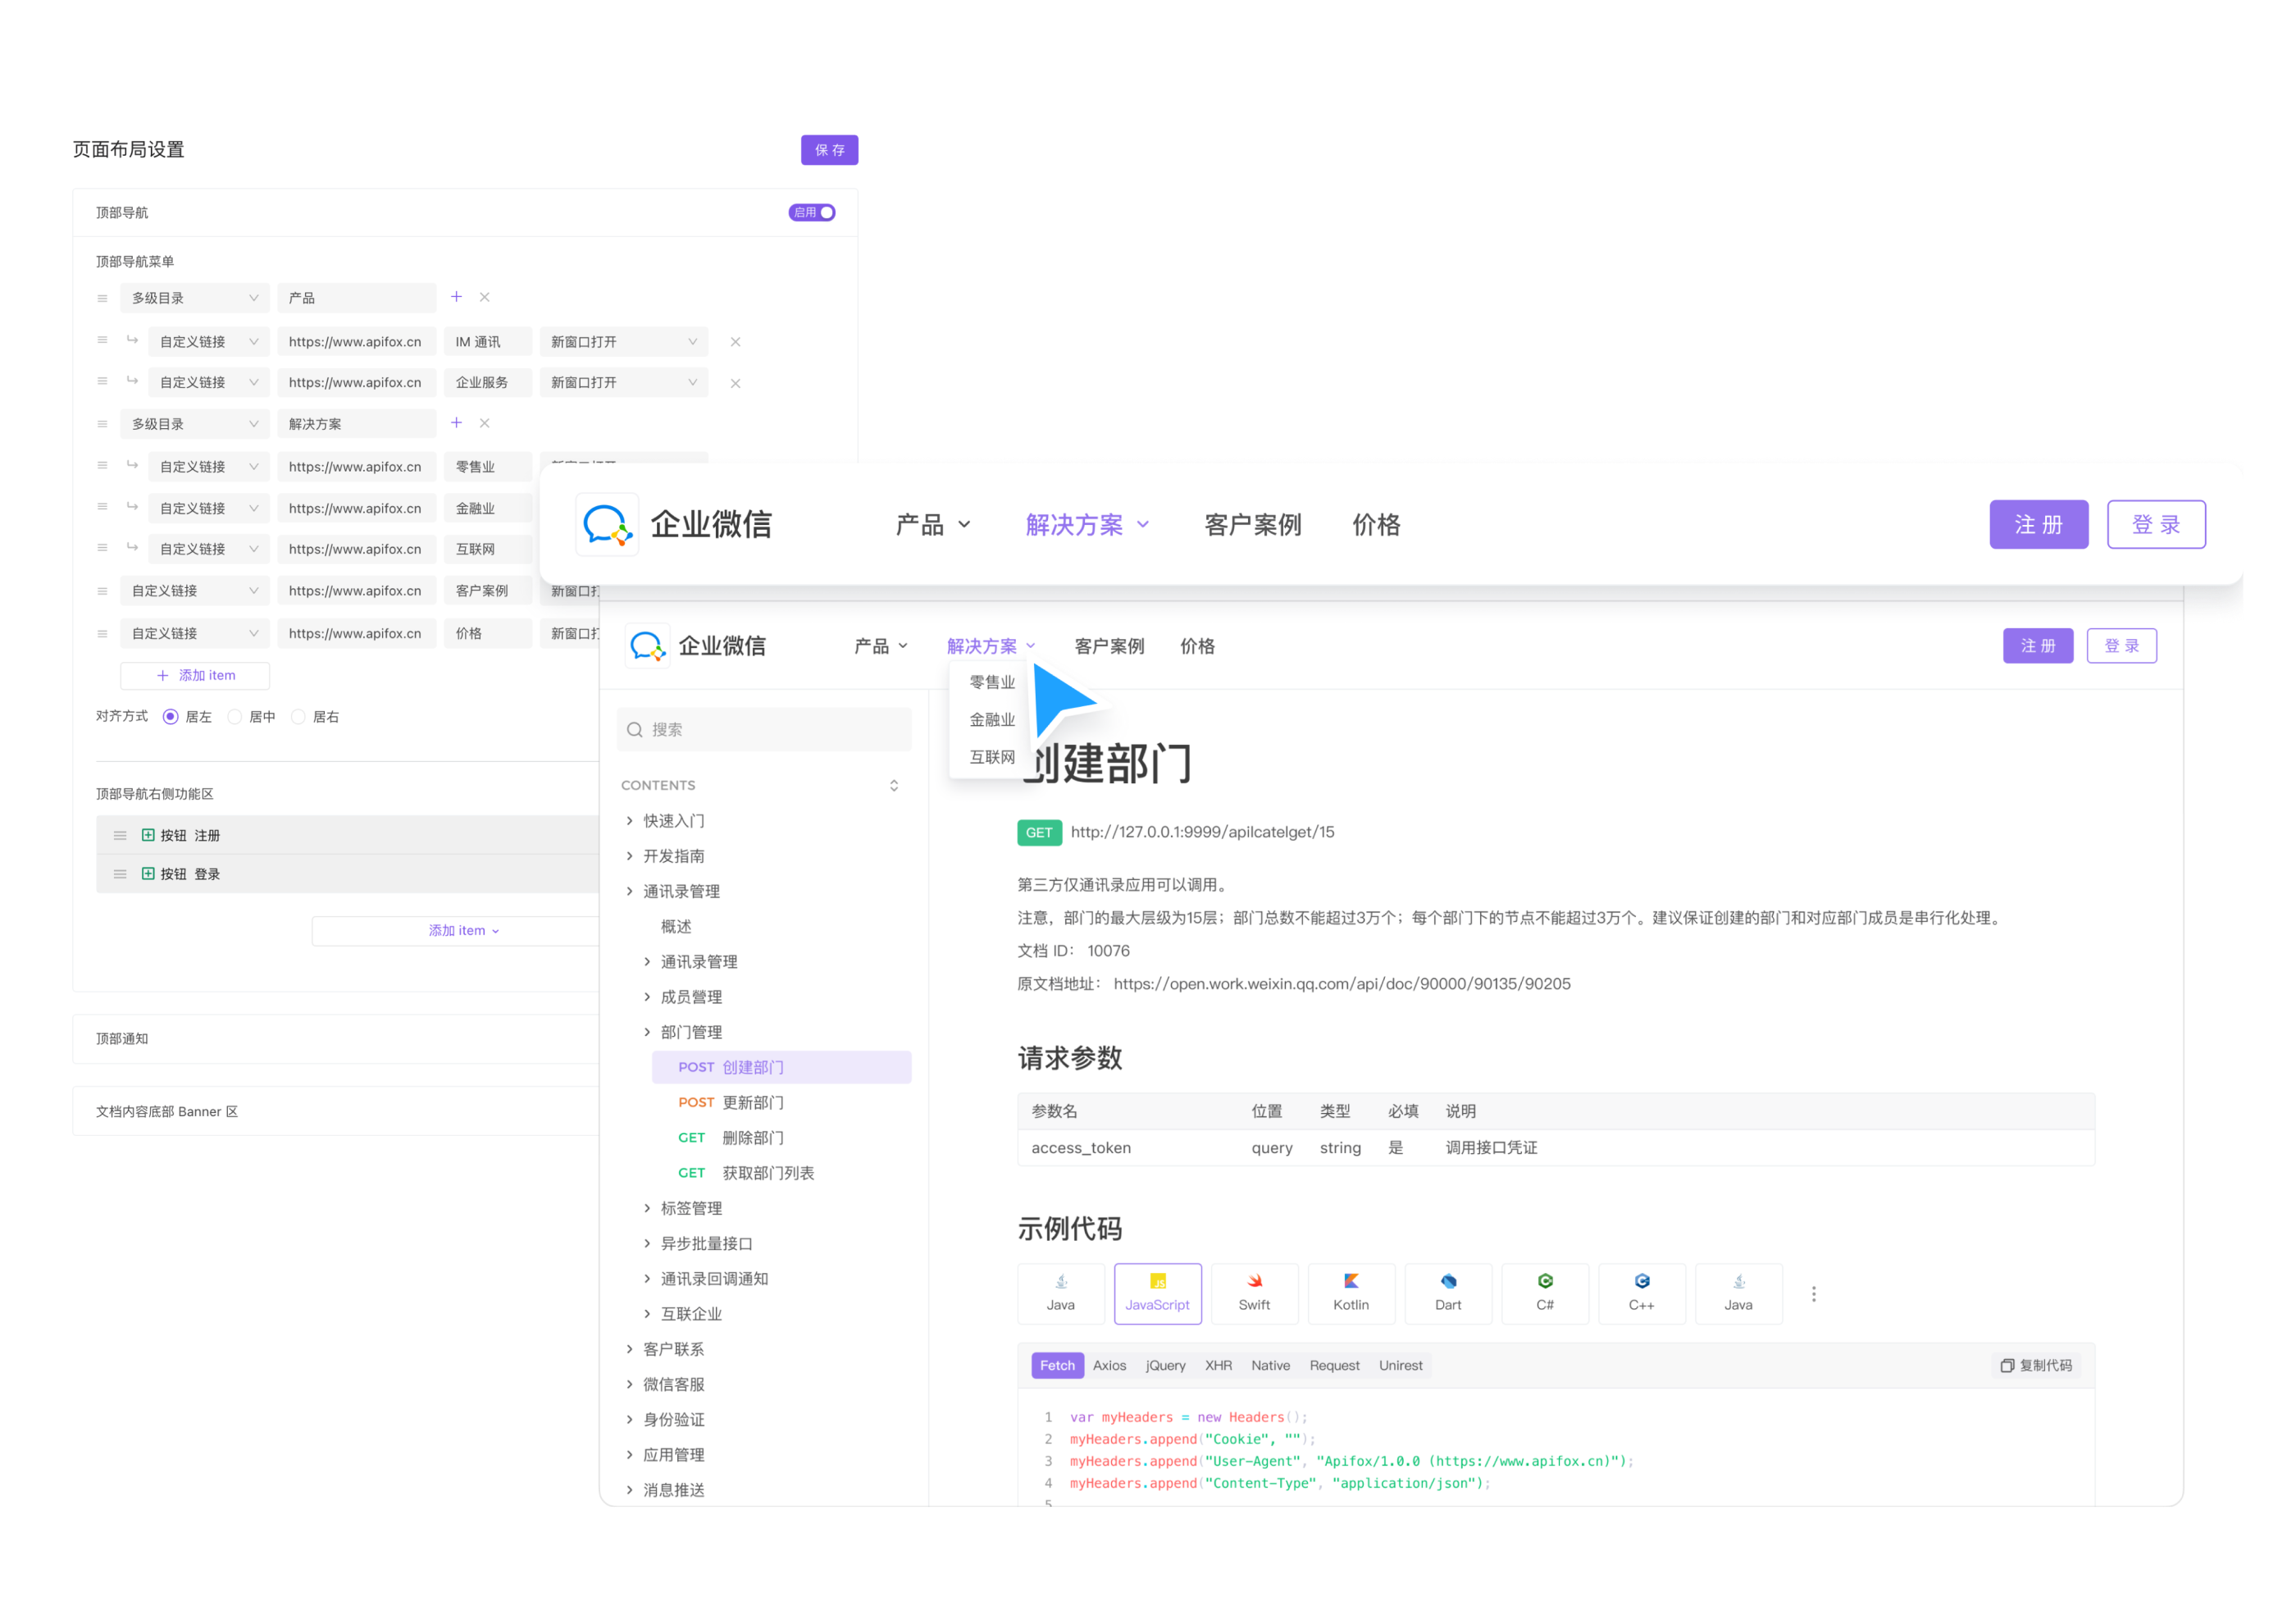 页面布局设置
保 存
顶部导航
启用
顶部导航菜单
多级目录 产品
自定义链接 https://www.apifox.cn IM 通讯 新窗口打开
自定义链接 https://www.apifox.cn 企业服务 新窗口打开
多级目录 解决方案
自定义链接 https://www.apifox.cn 零售业
自定义链接 https://www.apifox.cn 金融业
自定义链接 https://www.apifox.cn 互联网
自定义链接 https://www.apifox.cn 客户案例 新窗口打
自定义链接 https://www.apifox.cn 价格 新窗口打
添加 item
对齐方式 居左 居中 居右
顶部导航右侧功能区
按钮 注册
按钮 登录
添加 item
顶部通知
文档内容底部 Banner 区
企业微信 产品 解决方案 客户案例 价格 注 册 登 录
企业微信 产品 解决方案 客户案例 价格 注 册 登 录
零售业
金融业
互联网
搜索
CONTENTS
快速入门
开发指南
通讯录管理
概述
通讯录管理
成员營理
部门管理
POST 创建部门
POST 更新部门
GET 删除部门
GET 获取部门列表
标签管理
异步批量接口
通讯录回调通知
互联企业
客户联系
微信客服
身份验证
应用管理
消息推送
创建部门
GET http://127.0.0.1:9999/apilcatelget/15
第三方仅通讯录应用可以调用。
注意，部门的最大层级为15层；部门总数不能超过3万个；每个部门下的节点不能超过3万个。建议保证创建的部门和对应部门成员是串行化处理。
文档 ID： 10076
原文档地址： https://open.work.weixin.qq.com/api/doc/90000/90135/90205
请求参数
参数名 位置 类型 必填 说明
access_token query string 是 调用接口凭证
示例代码
Java JavaScript Swift Kotlin Dart C# C++ Java
Fetch Axios jQuery XHR Native Request Unirest 复制代码
1 var myHeaders = new Headers();
2 myHeaders.append("Cookie", "");
3 myHeaders.append("User-Agent", "Apifox/1.0.0 (https://www.apifox.cn)");
4 myHeaders.append("Content-Type", "application/json");
5